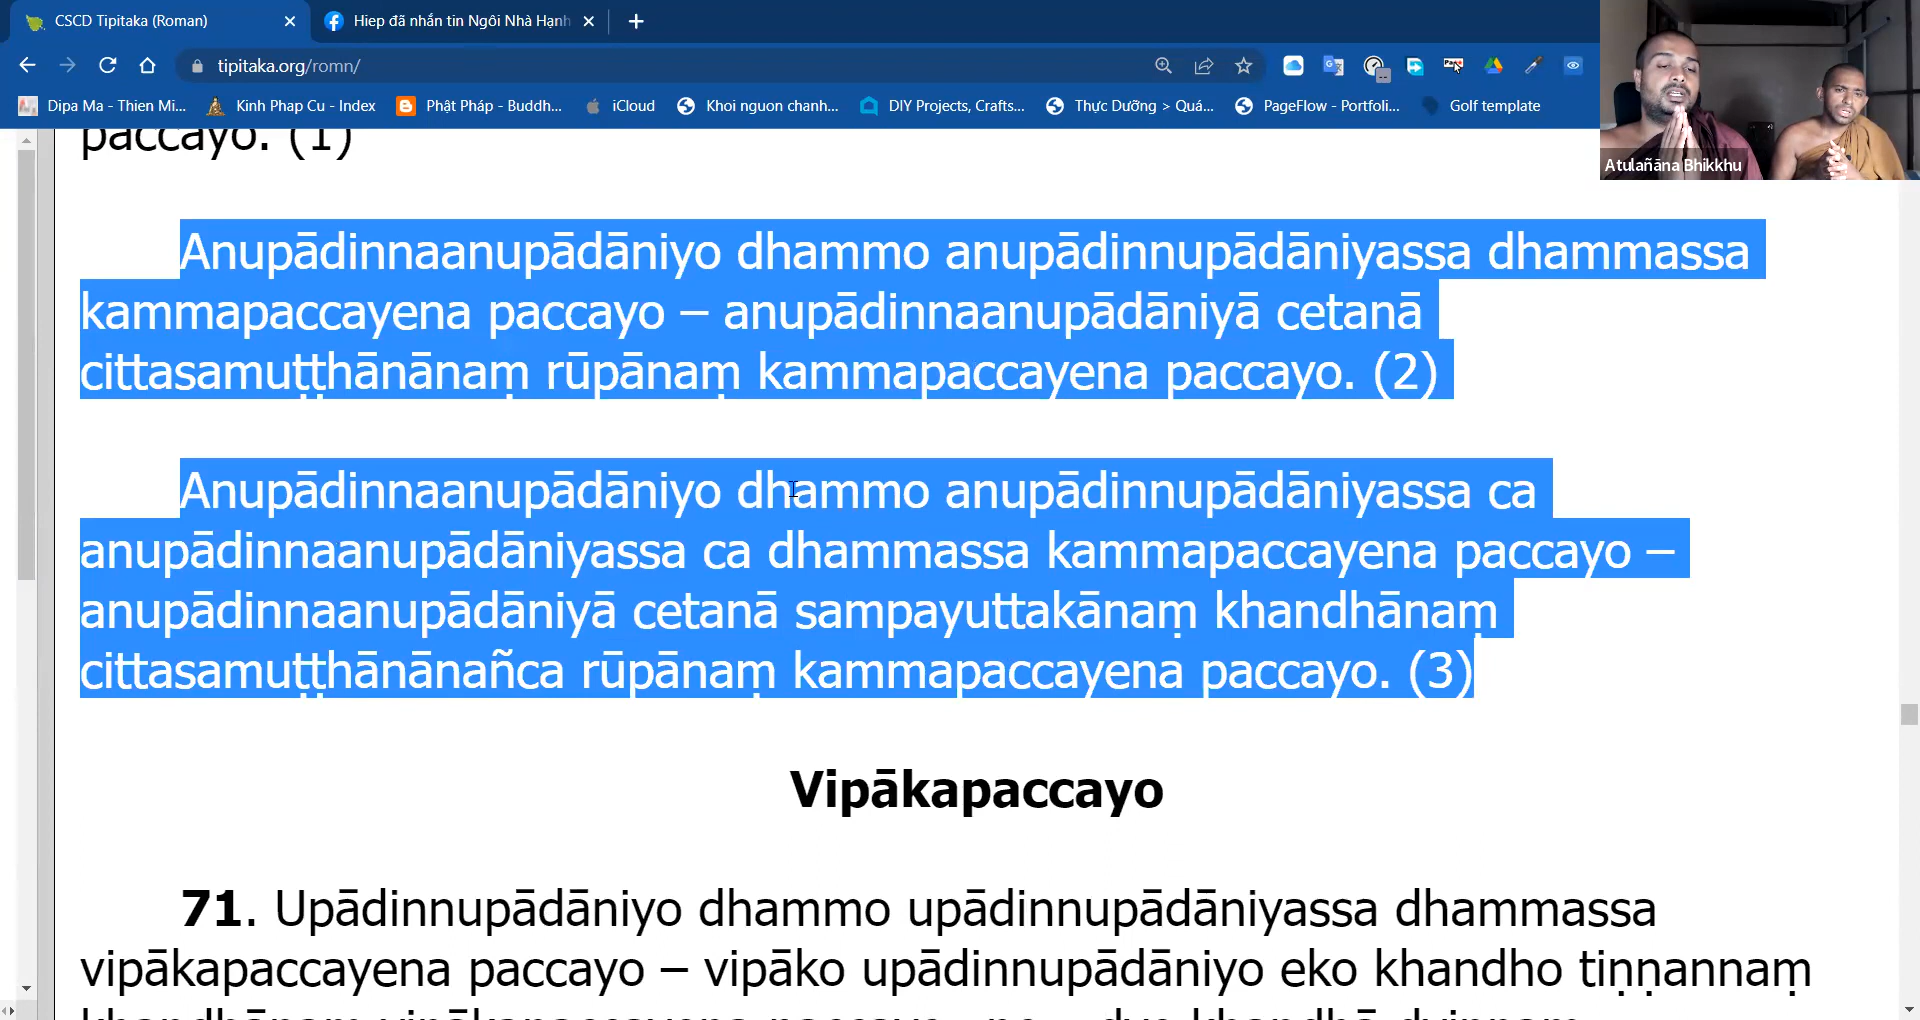 CSCD Tipitaka (Roman)
Hiep đã nhắn tin Ngôi Nhà Hạnh
tipitaka.org/romn/
Dipa Ma - Thien Mi...
Kinh Phap Cu - Index
Phật Pháp - Buddh...
iCloud
Khoi nguon chanh...
DIY Projects, Crafts...
Thực Dưỡng > Quá...
PageFlow - Portfolio...
Golf template
Atulañāna Bhikkhu
paccayo. (1)
Anupādinnaanupādāniyo dhammo anupādinnupādāniyassa dhammassa
kammapaccayena paccayo – anupādinnaanupādāniyā cetanā
cittasamuṭṭhānānaṃ rūpānaṃ kammapaccayena paccayo. (2)
Anupādinnaanupādāniyo dhammo anupādinnupādāniyassa ca
anupādinnaanupādāniyassa ca dhammassa kammapaccayena paccayo –
anupādinnaanupādāniyā cetanā sampayuttakānaṃ khandhānaṃ
cittasamuṭṭhānānañca rūpānaṃ kammapaccayena paccayo. (3)
Vipākapaccayo
71. Upādinnupādāniyo dhammo upādinnupādāniyassa dhammassa
vipākapaccayena paccayo – vipāko upādinnupādāniyo eko khandho tiṇṇannaṃ